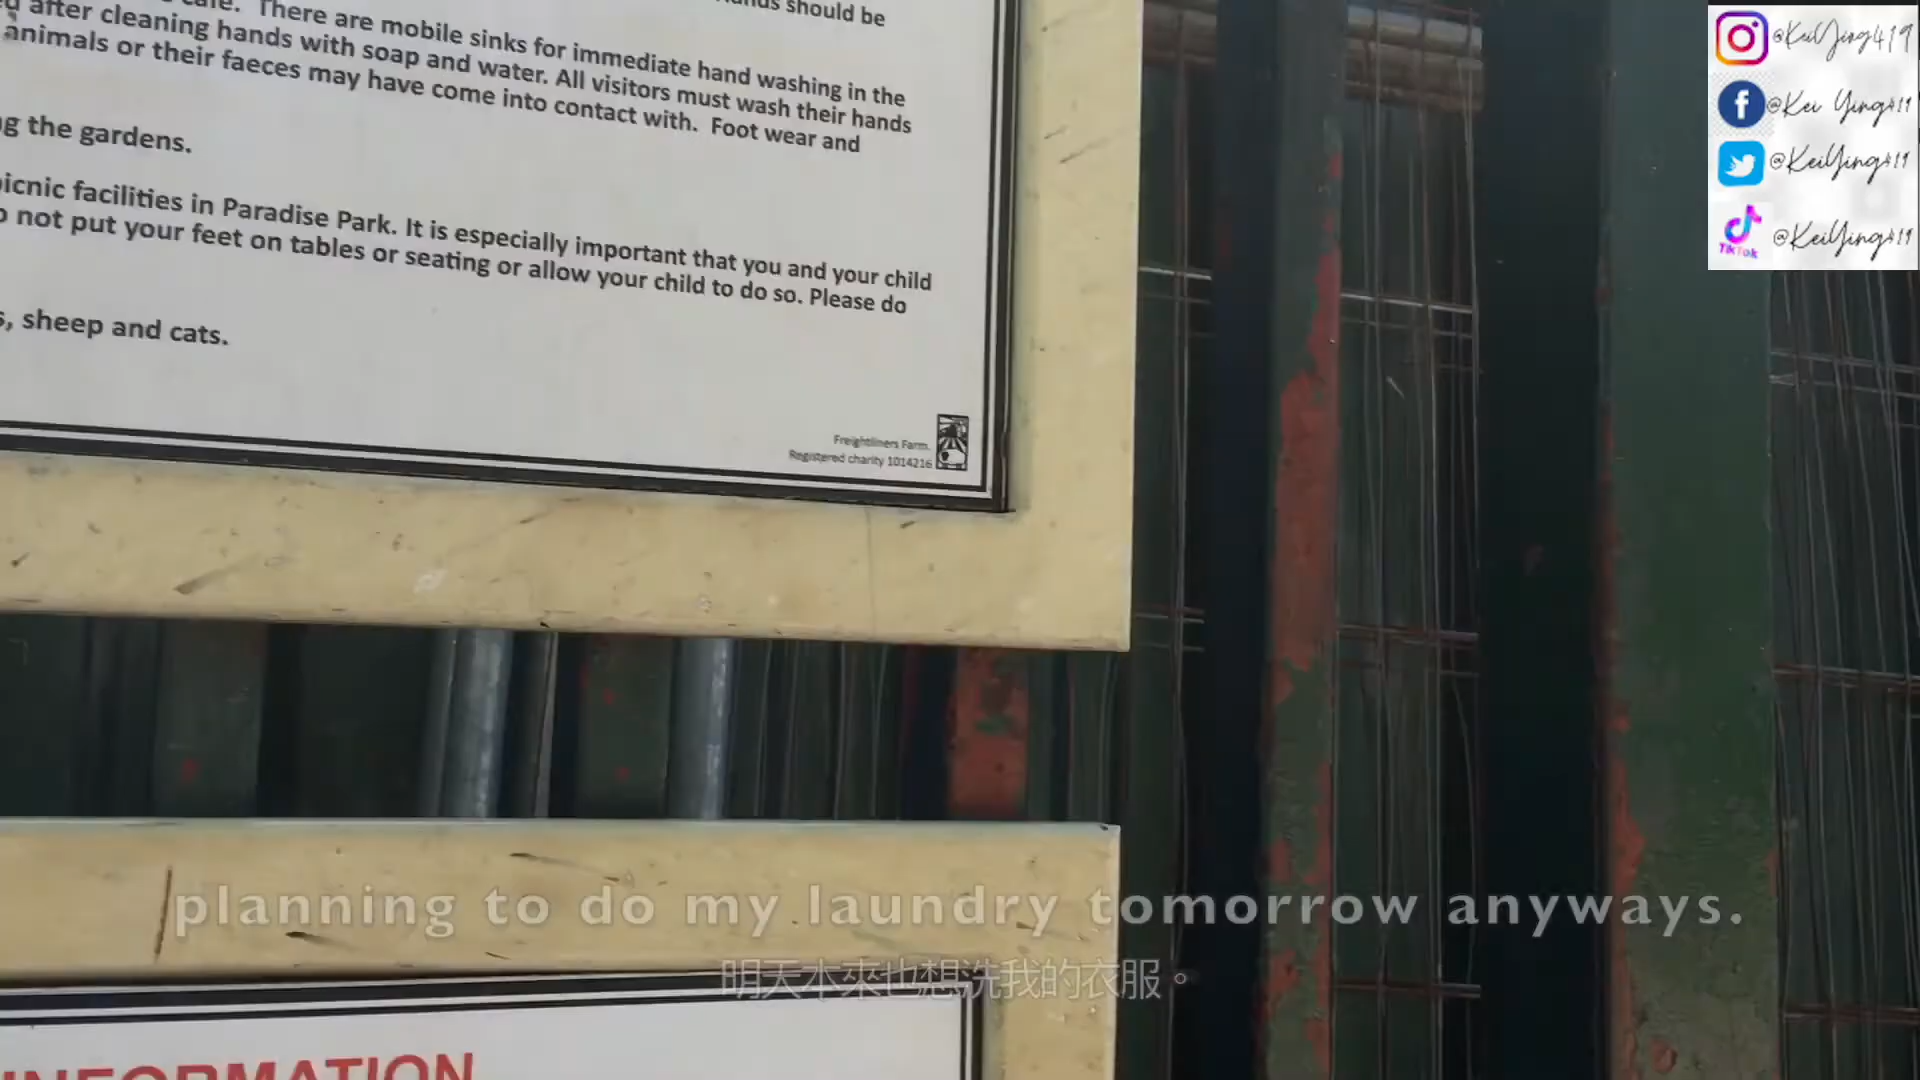 should be
There are mobile sinks for immediate hand washing in the
after cleaning hands with soap and water. All visitors must wash their hands
animals or their faeces may have come into contact with. Foot wear and
the gardens.
facilities in Paradise Park. It is especially important that you and your child
not put your feet on tables or seating or allow your child to do so. Please do
sheep and cats.
Freightliners Farm.
Registered charity 1014216
INFORMATION
@KeiYing419
@Kei Ying411
@KeiYing411
TikTok
@KeiYing411
planning to do my laundry tomorrow anyways.
明天本來也想洗我的衣服。